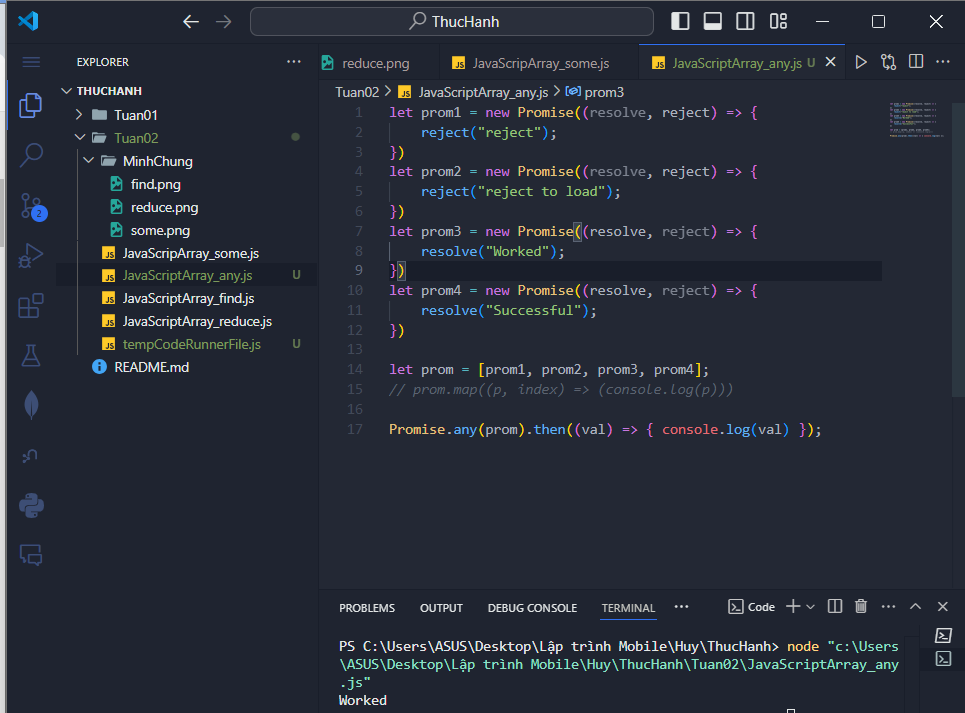 ThucHanh
EXPLORER
reduce.png
JavaScripArray_some.js
JavaScriptArray_any.js U
THUCHANH
Tuan01
Tuan02
MinhChung
find.png
reduce.png
some.png
JavaScripArray_some.js
JavaScriptArray_any.js U
JavaScriptArray_find.js
JavaScriptArray_reduce.js
tempCodeRunnerFile.js U
README.md
2
Tuan02 > JavaScriptArray_any.js > prom3
1 let prom1 = new Promise((resolve, reject) => {
2 reject("reject");
3 })
4 let prom2 = new Promise((resolve, reject) => {
5 reject("reject to load");
6 })
7 let prom3 = new Promise((resolve, reject) => {
8 resolve("Worked");
9 })
10 let prom4 = new Promise((resolve, reject) => {
11 resolve("Successful");
12 })
13
14 let prom = [prom1, prom2, prom3, prom4];
15 // prom.map((p, index) => (console.log(p)))
16
17 Promise.any(prom).then((val) => { console.log(val) });
PROBLEMS OUTPUT DEBUG CONSOLE TERMINAL
Code
PS C:\Users\ASUS\Desktop\Lập trình Mobile\Huy\ThucHanh> node "c:\Users
\ASUS\Desktop\Lập trình Mobile\Huy\ThucHanh\Tuan02\JavaScriptArray_any
.js"
Worked